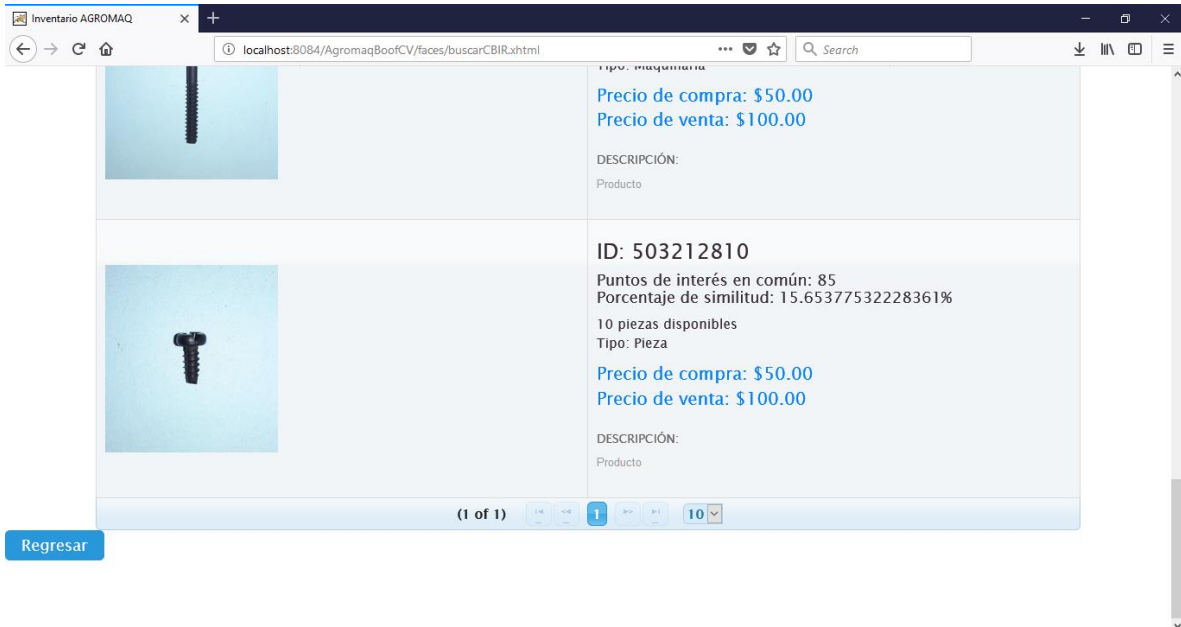 Inventario AGROMAQ
localhost:8084/AgromaqBoofCV/faces/buscarCBIR.xhtml
Search
Tipo: Maquinaria
Precio de compra: $50.00
Precio de venta: $100.00
DESCRIPCIÓN:
Producto
ID: 503212810
Puntos de interés en común: 85
Porcentaje de similitud: 15.65377532228361%
10 piezas disponibles
Tipo: Pieza
Precio de compra: $50.00
Precio de venta: $100.00
DESCRIPCIÓN:
Producto
(1 of 1) 1 10
Regresar